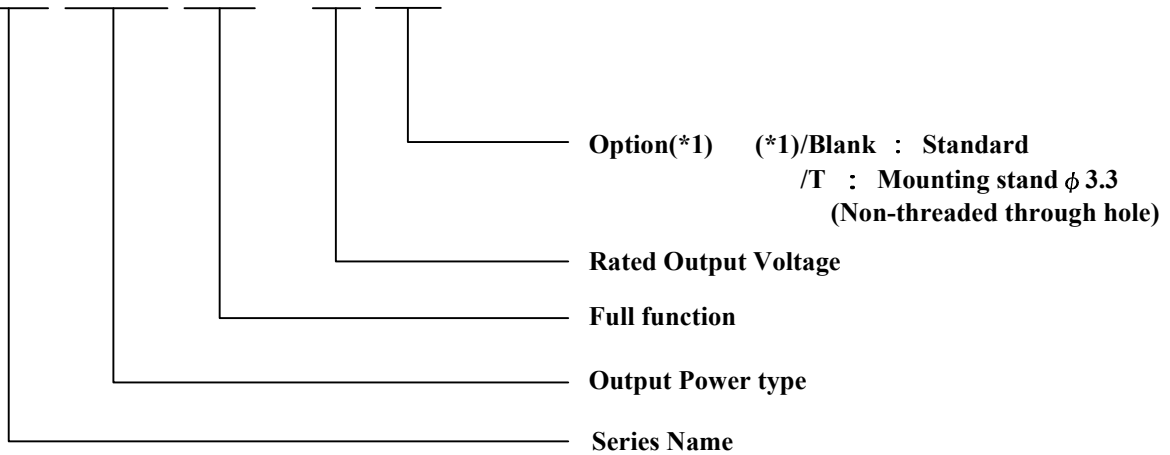 Option(*1) (*1)/Blank : Standard
/T : Mounting stand ϕ 3.3
(Non-threaded through hole)
Rated Output Voltage
Full function
Output Power type
Series Name